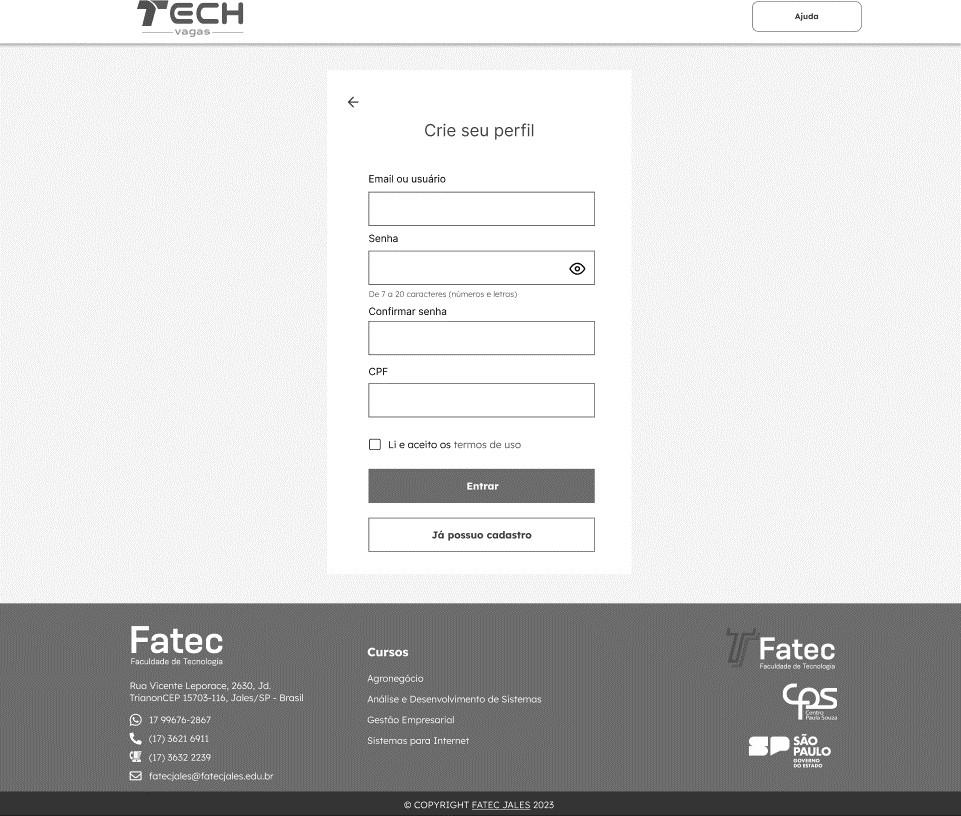 TECH
vagas
Ajuda
Crie seu perfil
Email ou usuário
Senha
De 7 a 20 caracteres (números e letras)
Confirmar senha
CPF
Li e aceito os termos de uso
Entrar
Já possuo cadastro
Fatec
Faculdade de Tecnologia
Rua Vicente Leporace, 2630, Jd.
TrianonCEP 15703-116, Jales/SP - Brasil
17 99676-2867
(17) 3621 6911
(17) 3632 2239
fatecjales@fatecjales.edu.br
Cursos
Agronegócio
Análise e Desenvolvimento de Sistemas
Gestão Empresarial
Sistemas para Internet
Fatec
Faculdade de Tecnologia
cps
Centro
Paula Souza
SP
SÃO
PAULO
GOVERNO
DO ESTADO
© COPYRIGHT FATEC JALES 2023